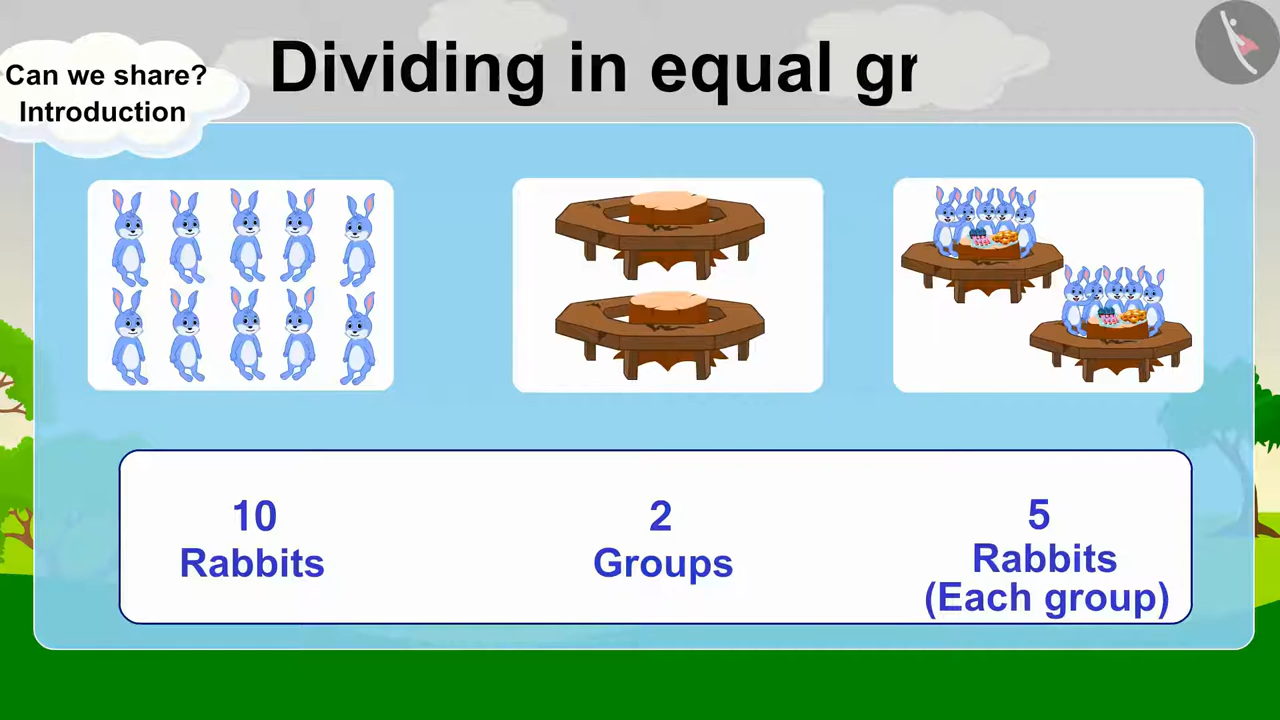 Dividing in equal gr
Can we share?
Introduction
10
Rabbits
2
Groups
5
Rabbits
(Each group)